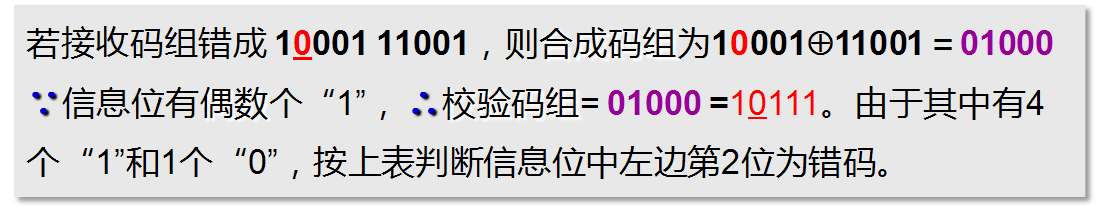 若接收码组错成 10001 11001，则合成码组为10001⊕11001 = 01000
∵信息位有偶数个“1”，∴校验码组= 01000 =10111。由于其中有4
个“1”和1个“0”，按上表判断信息位中左边第2位为错码。